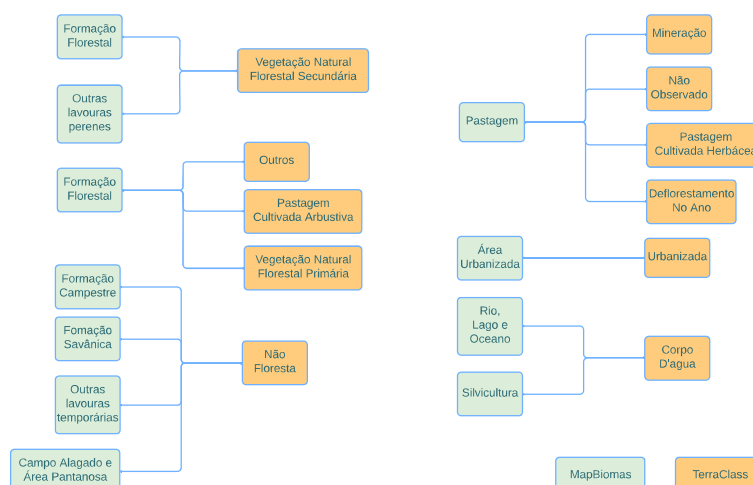 Formação
Florestal
Outras
lavouras
perenes
Vegetação Natural
Florestal Secundária
Formação
Florestal
Outros
Pastagem
Cultivada Arbustiva
Vegetação Natural
Florestal Primária
Formação
Campestre
Fomação
Savânica
Outras
lavouras
temporárias
Campo Alagado e
Área Pantanosa
Não
Floresta
Pastagem
Mineração
Não
Observado
Pastagem
Cultivada Herbácea
Deflorestamento
No Ano
Área
Urbanizada
Urbanizada
Rio,
Lago e
Oceano
Silvicultura
Corpo
D'agua
MapBiomas
TerraClass